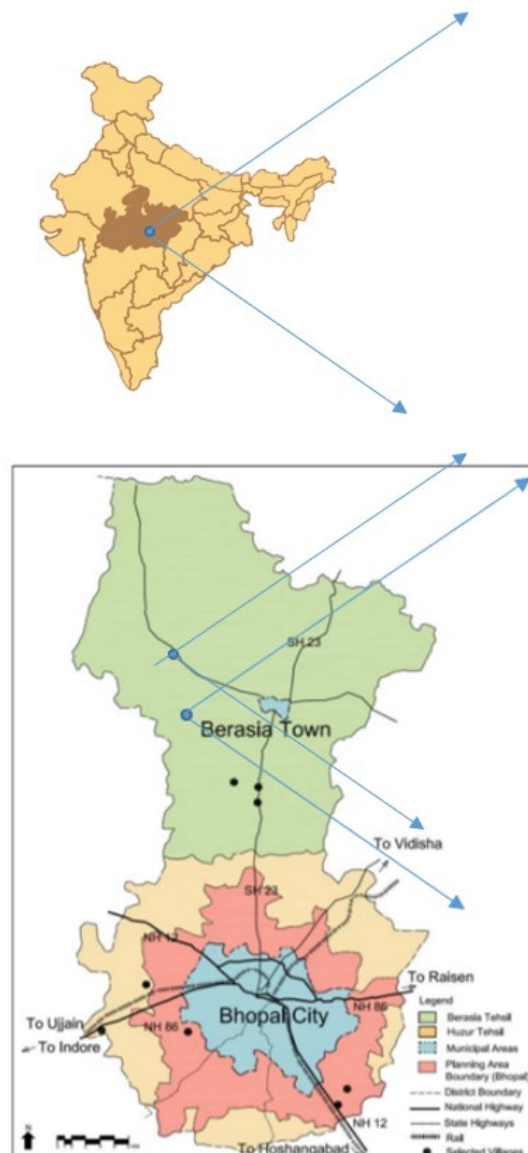 SH 23
Berasia Town
To Vidisha
SH 23
NH 12
To Raisen
Legend
Bhopal City
NH 86
Berasia Tehsil
To Ujjain
NH 86
Huzur Tehsil
To Indore
Municipal Areas
Planning Area
Boundary (Bhopal)
District Boundary
NH 12
National Highway
State Highways
N
Rail
To Hoshangabad
Selected Villages